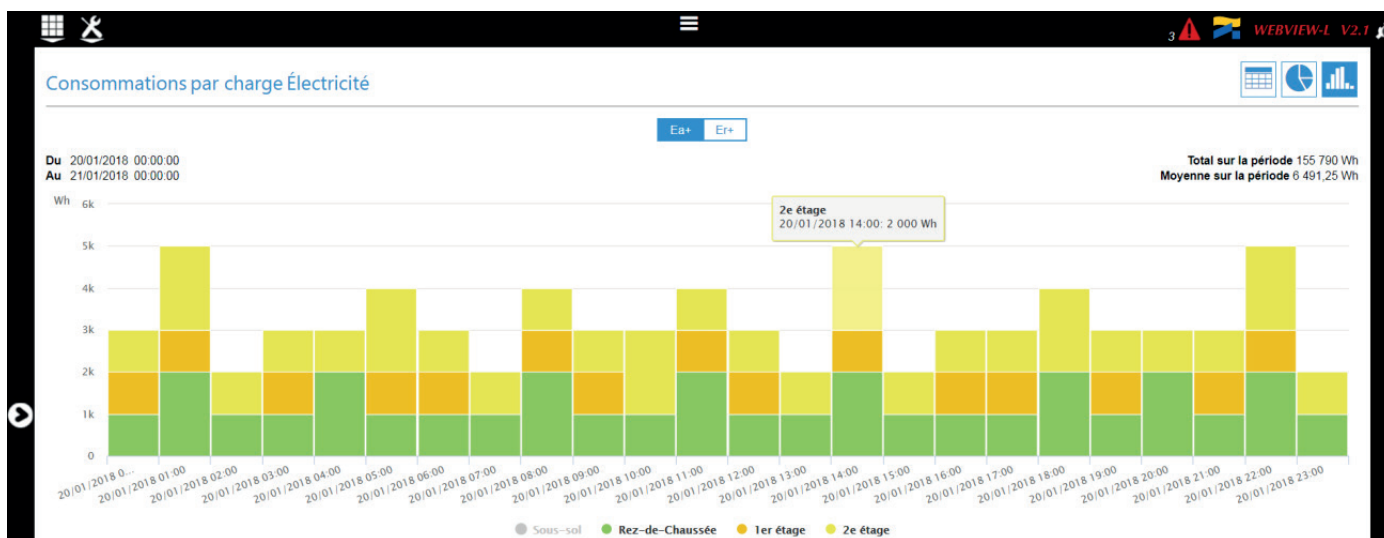 3 WEBVIEW-L V2.1
Consommations par charge Électricité
Ea+ Er+
Du 20/01/2018 00:00:00
Au 21/01/2018 00:00:00
Total sur la période 155 790 Wh
Moyenne sur la période 6 491,25 Wh
Wh
6k
2e étage
20/01/2018 14:00: 2 000 Wh
5k
4k
3k
2k
1k
0
20/01/2018 0...
20/01/2018 01:00
20/01/2018 02:00
20/01/2018 03:00
20/01/2018 04:00
20/01/2018 05:00
20/01/2018 06:00
20/01/2018 07:00
20/01/2018 08:00
20/01/2018 09:00
20/01/2018 10:00
20/01/2018 11:00
20/01/2018 12:00
20/01/2018 13:00
20/01/2018 14:00
20/01/2018 15:00
20/01/2018 16:00
20/01/2018 17:00
20/01/2018 18:00
20/01/2018 19:00
20/01/2018 20:00
20/01/2018 21:00
20/01/2018 22:00
20/01/2018 23:00
Sous-sol Rez-de-Chaussée 1er étage 2e étage